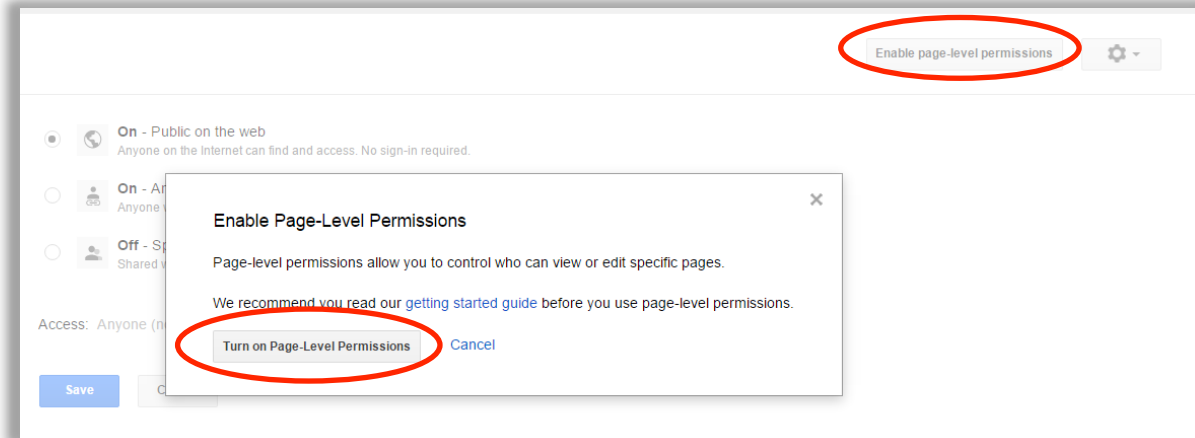 Enable page-level permissions
On - Public on the web
Anyone on the Internet can find and access. No sign-in required.
On - An
Anyone
Off - Sp
Shared
Enable Page-Level Permissions
Page-level permissions allow you to control who can view or edit specific pages.
We recommend you read our getting started guide before you use page-level permissions.
Access: Anyone
Turn on Page-Level Permissions Cancel
Save